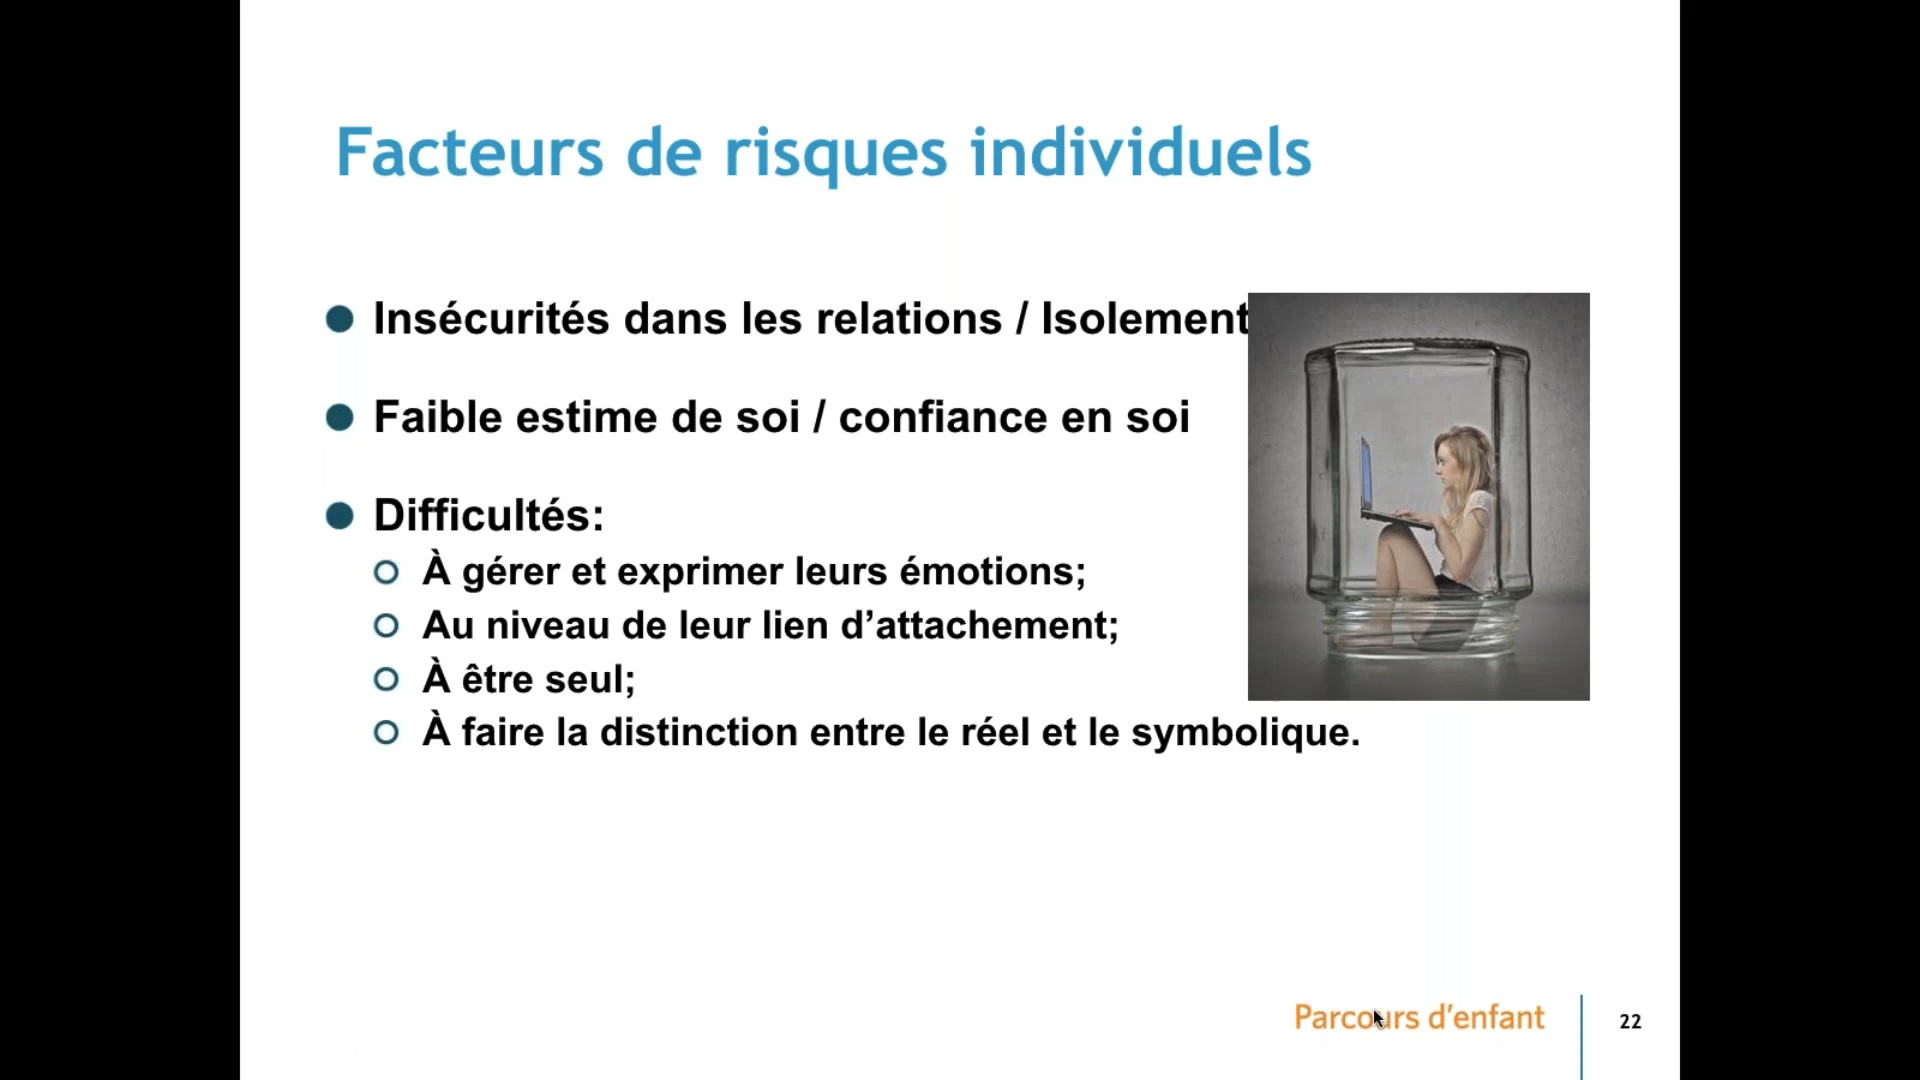 Facteurs de risques individuels
Insécurités dans les relations / Isolement
Faible estime de soi / confiance en soi
Difficultés:
À gérer et exprimer leurs émotions;
Au niveau de leur lien d’attachement;
À être seul;
À faire la distinction entre le réel et le symbolique.
Parcours d’enfant
22